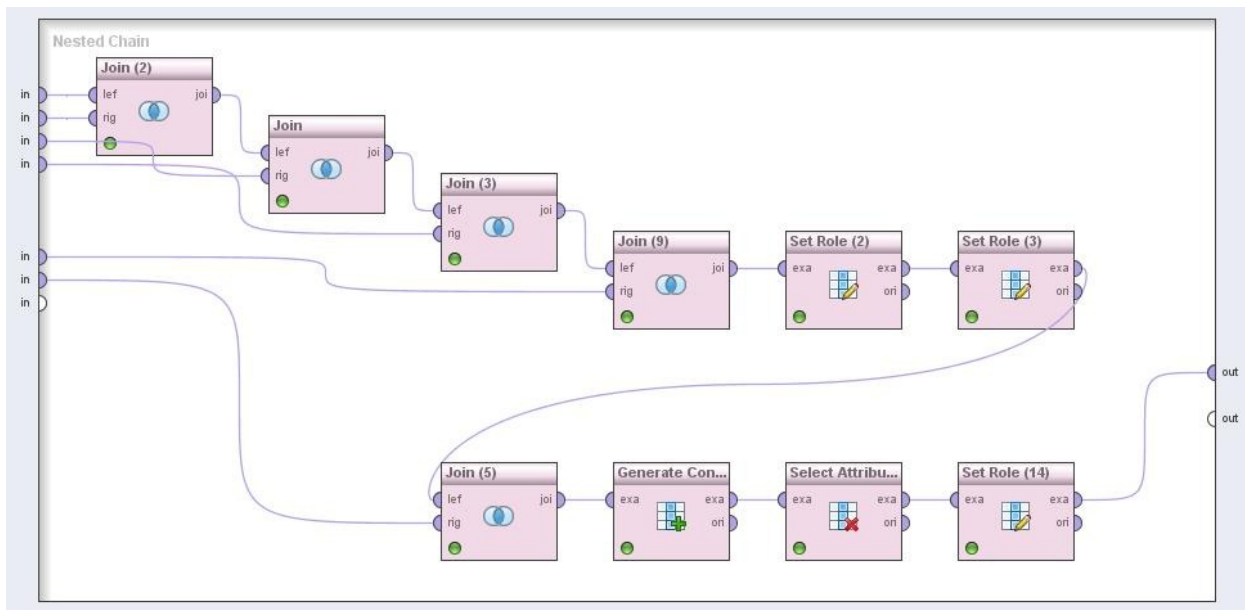 Nested Chain
Join (2)
in lef joi
in rig
in
in
Join
lef joi
rig
Join (3)
lef joi
rig
in
in
in
Join (9)
lef joi
rig
Set Role (2)
exa exa
ori
Set Role (3)
exa exa
ori
out
out
Join (5)
lef joi
rig
Generate Con...
exa exa
ori
Select Attribu...
exa exa
ori
Set Role (14)
exa exa
ori